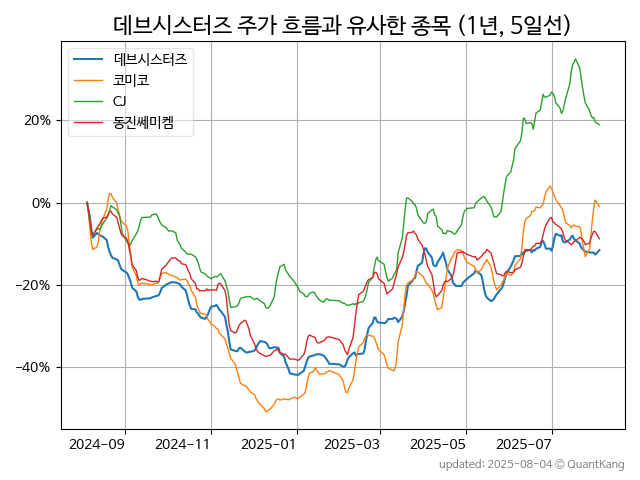 데브시스터즈 주가 흐름과 유사한 종목 (1년, 5일선)
데브시스터즈
코미코
CJ
동진쎄미켐
20%
0%
−20%
−40%
2024-09 2024-11 2025-01 2025-03 2025-05 2025-07
updated: 2025-08-04 © QuantKang